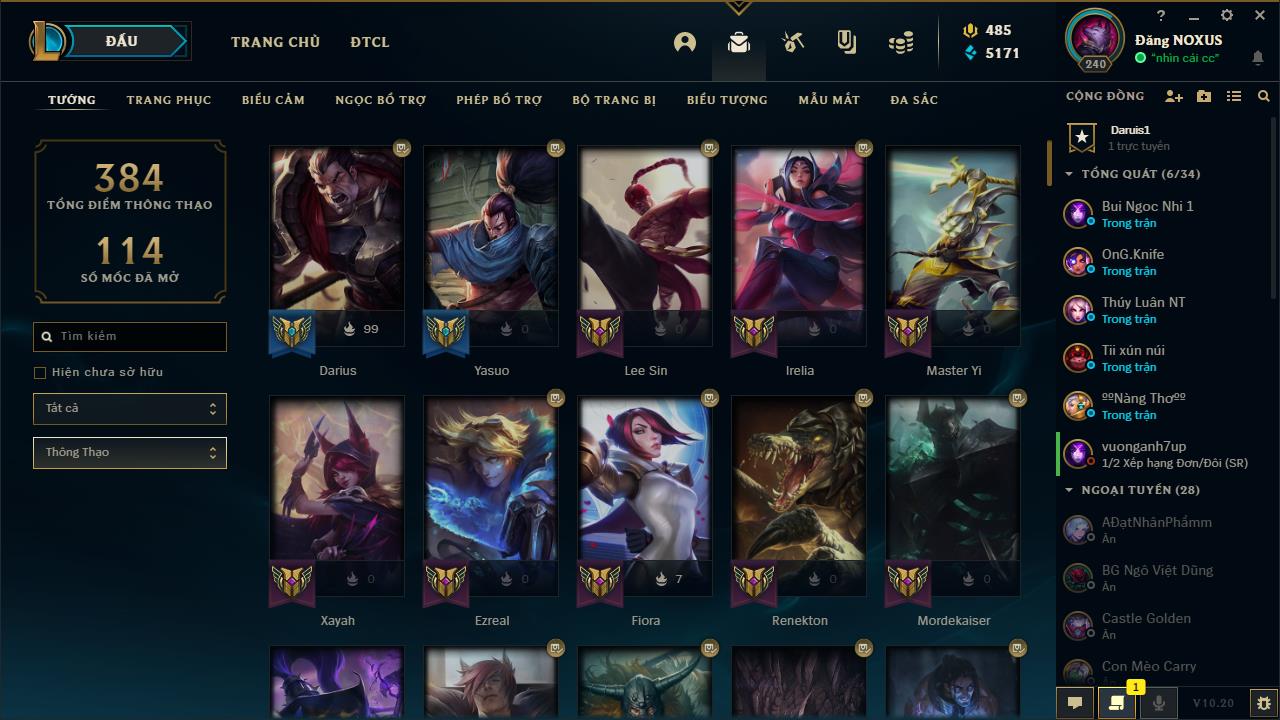 ĐẤU
TRANG CHỦ
ĐTCL
485
5171
?
240
Đăng NOXUS
"nhìn cái cc"
TƯỚNG
TRANG PHỤC
BIỂU CẢM
NGỌC BỔ TRỢ
PHÉP BỔ TRỢ
BỘ TRANG BỊ
BIỂU TƯỢNG
MẪU MẮT
ĐA SẮC
CỘNG ĐỒNG
384
TỔNG ĐIỂM THÔNG THẠO
114
SỐ MỐC ĐÃ MỞ
Tìm kiếm
Hiện chưa sở hữu
Tất cả
Thông Thạo
99
0
0
0
0
Darius
Yasuo
Lee Sin
Irelia
Master Yi
0
0
7
0
0
Xayah
Ezreal
Fiora
Renekton
Mordekaiser
Daruis1
1 trực tuyến
TỔNG QUÁT (6/34)
Bui Ngoc Nhi 1
Trong trận
OnG.Knife
Trong trận
Thúy Luân NT
Trong trận
Tii xún núi
Trong trận
ººNàng Thơºº
Trong trận
vuonganh7up
1/2 Xếp hạng Đơn/Đôi (SR)
NGOẠI TUYẾN (28)
AĐạtNhânPhẩmm
Ẩn
BG Ngô Việt Dũng
Ẩn
Castle Golden
Ẩn
Con Mèo Carry
Ẩn
1
V10.20